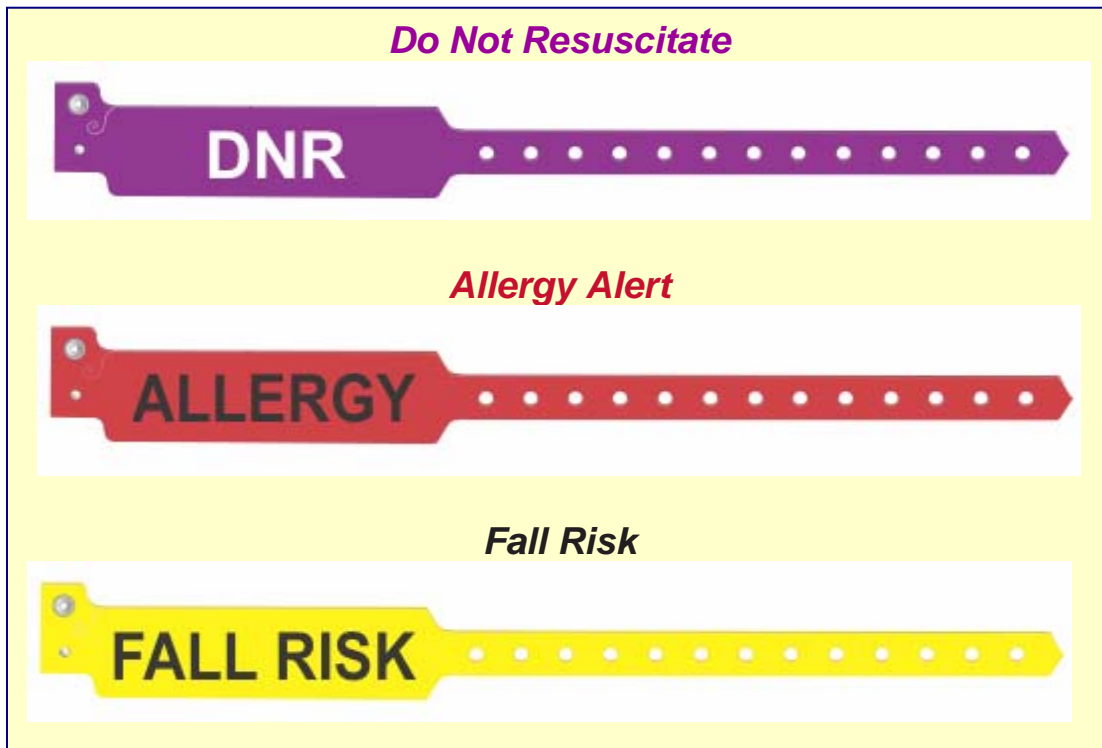 Do Not Resuscitate
DNR
Allergy Alert
ALLERGY
Fall Risk
FALL RISK